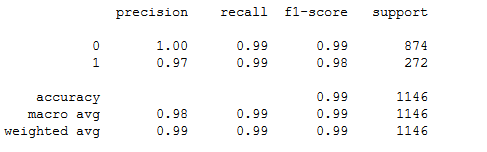 precision recall f1-score support
0 1.00 0.99 0.99 874
1 0.97 0.99 0.98 272
accuracy 0.99 1146
macro avg 0.98 0.99 0.99 1146
weighted avg 0.99 0.99 0.99 1146